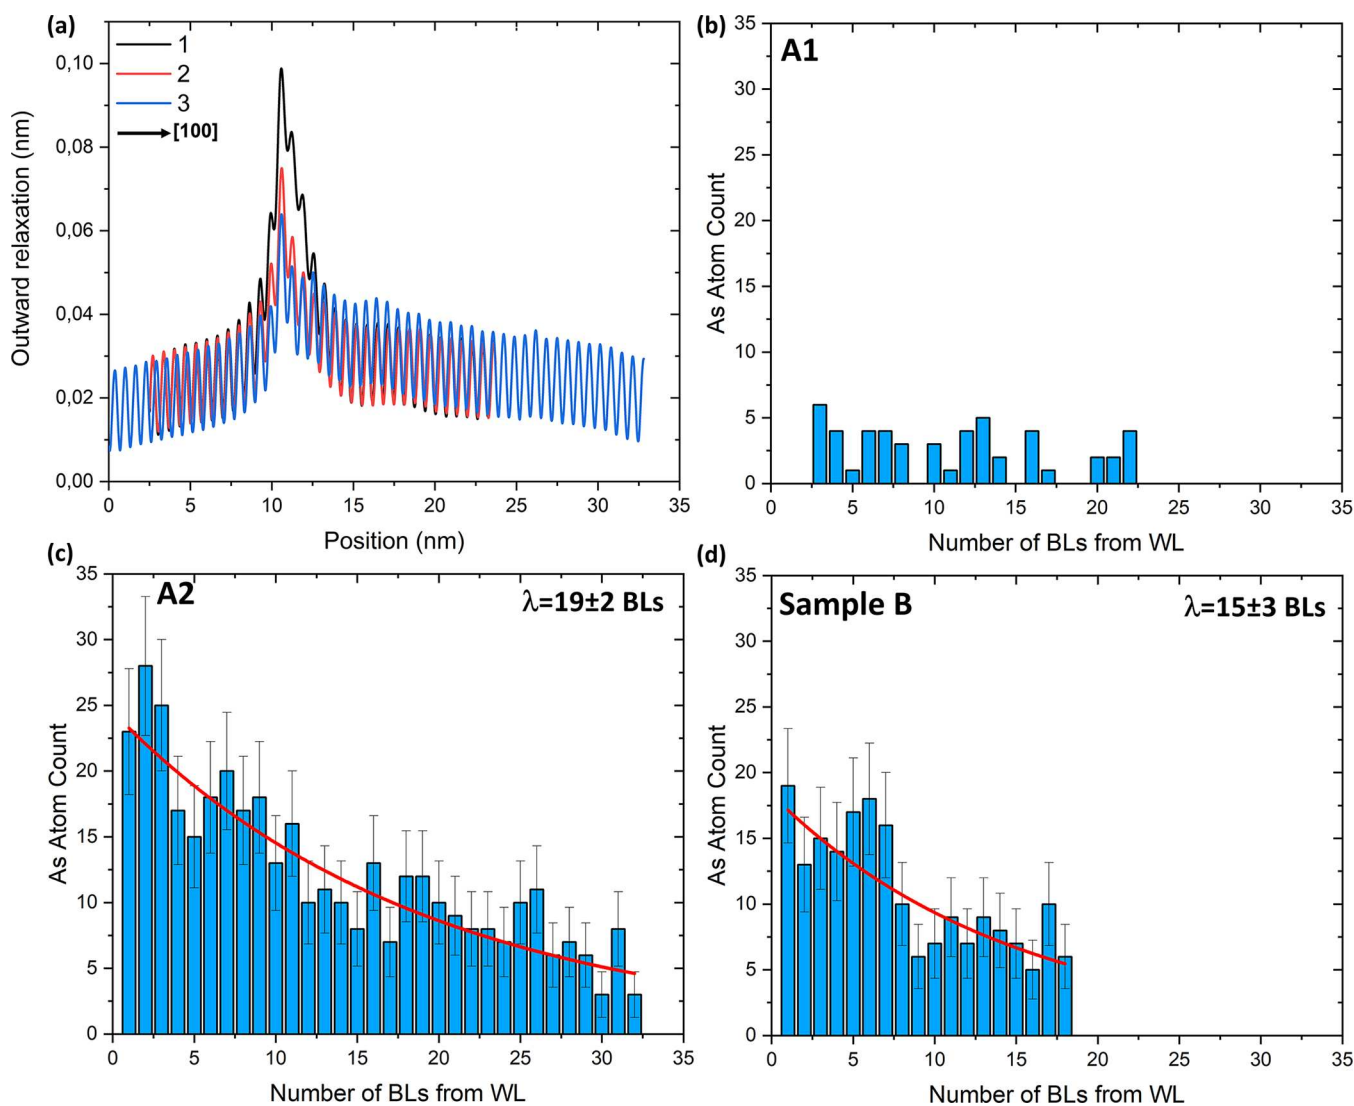 (a)
1
2
3
[100]
0,10
0,08
0,06
0,04
0,02
0,00
Outward relaxation (nm)
0 5 10 15 20 25 30 35
Position (nm)
(b)
A1
35
30
25
20
15
10
5
0
As Atom Count
5 10 15 20 25 30 35
Number of BLs from WL
(c)
A2
λ=19±2 BLs
35
30
25
20
15
10
5
0
As Atom Count
0 5 10 15 20 25 30 35
Number of BLs from WL
(d)
Sample B
λ=15±3 BLs
35
30
25
20
15
10
5
0
As Atom Count
0 5 10 15 20 25 30 35
Number of BLs from WL